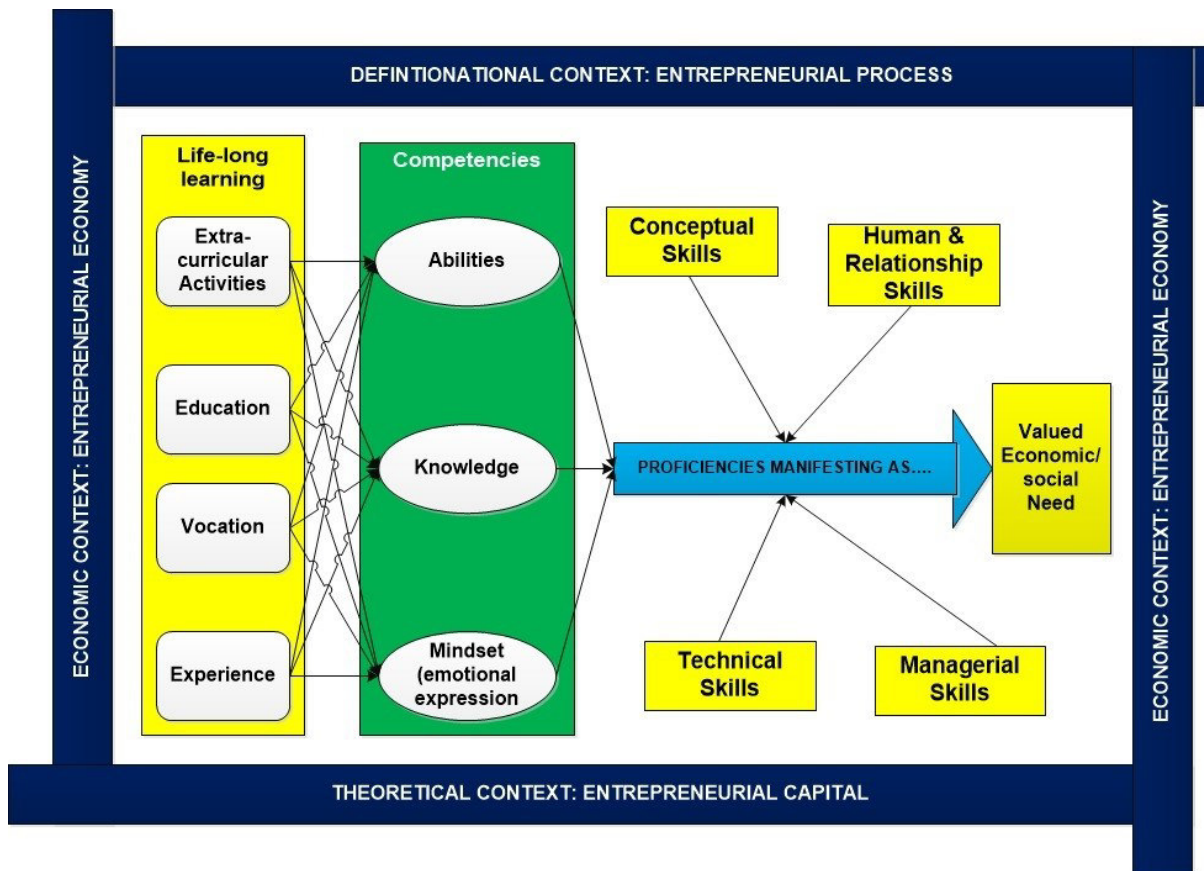 DEFINTIONATIONAL CONTEXT: ENTREPRENEURIAL PROCESS
ECONOMIC CONTEXT: ENTREPRENEURIAL ECONOMY
Life-long
learning
Extra-
curricular
Activities
Education
Vocation
Experience
Competencies
Abilities
Knowledge
Mindset
(emotional
expression
Conceptual
Skills
Human &
Relationship
Skills
PROFICIENCIES MANIFESTING AS....
Technical
Skills
Managerial
Skills
Valued
Economic/
social
Need
ECONOMIC CONTEXT: ENTREPRENEURIAL ECONOMY
THEORETICAL CONTEXT: ENTREPRENEURIAL CAPITAL